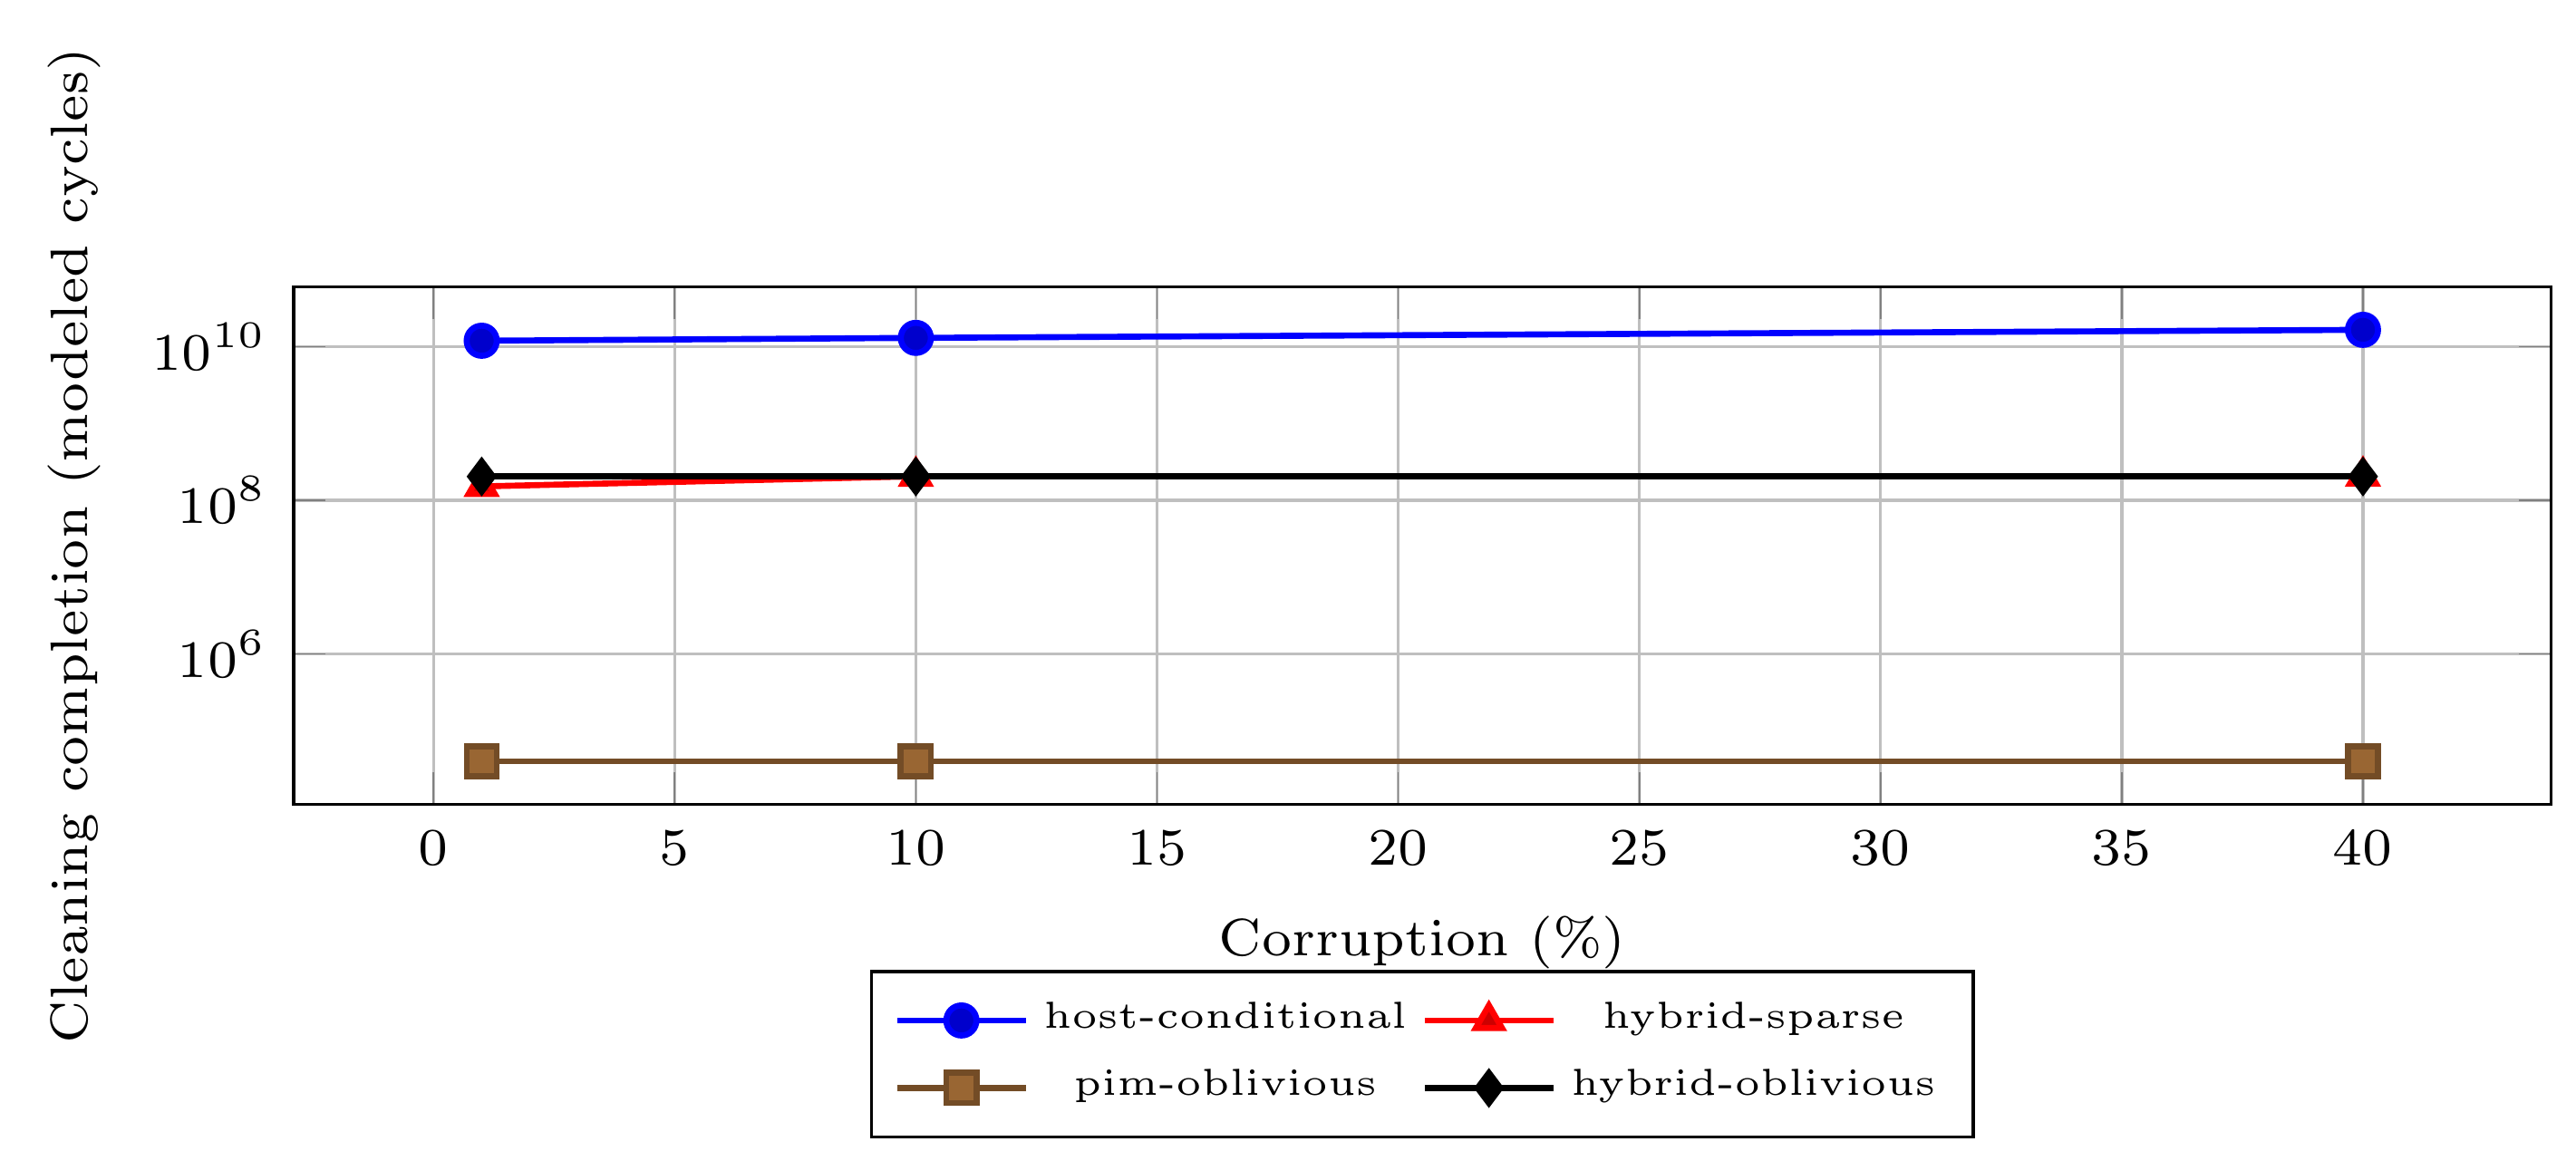 Cleaning completion (modeled cycles)
10^10
10^8
10^6
0 5 10 15 20 25 30 35 40
Corruption (%)
host-conditional hybrid-sparse
pim-oblivious hybrid-oblivious